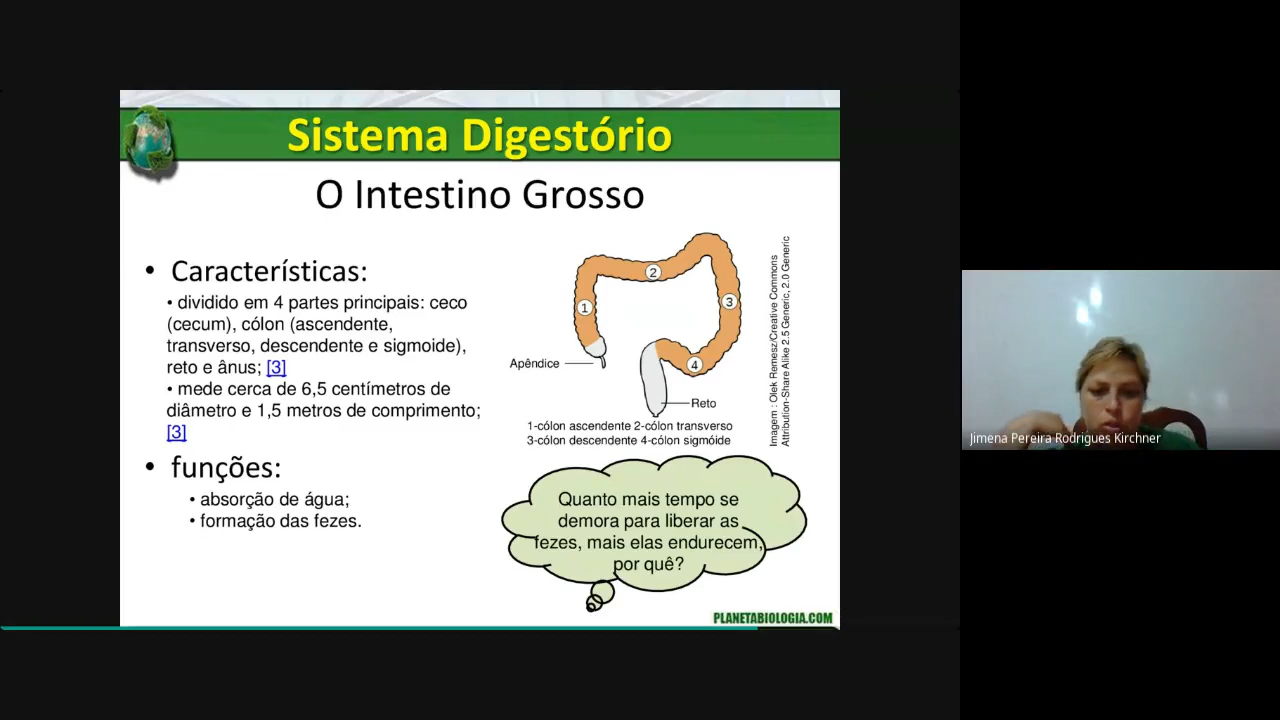 Sistema Digestório
O Intestino Grosso
• Características:
• dividido em 4 partes principais: ceco
(cecum), cólon (ascendente,
transverso, descendente e sigmoide),
reto e ânus; [3]
• mede cerca de 6,5 centímetros de
diâmetro e 1,5 metros de comprimento;
[3]
• funções:
• absorção de água;
• formação das fezes.
1
2
3
4
Apêndice
Reto
1-cólon ascendente 2-cólon transverso
3-cólon descendente 4-cólon sigmóide
Imagem : Olek Remesz/Creative Commons
Attribution-Share Alike 2.5 Generic, 2.0 Generic
Quanto mais tempo se
demora para liberar as
fezes, mais elas endurecem,
por quê?
PLANETABIOLOGIA.COM
Jimena Pereira Rodrigues Kirchner